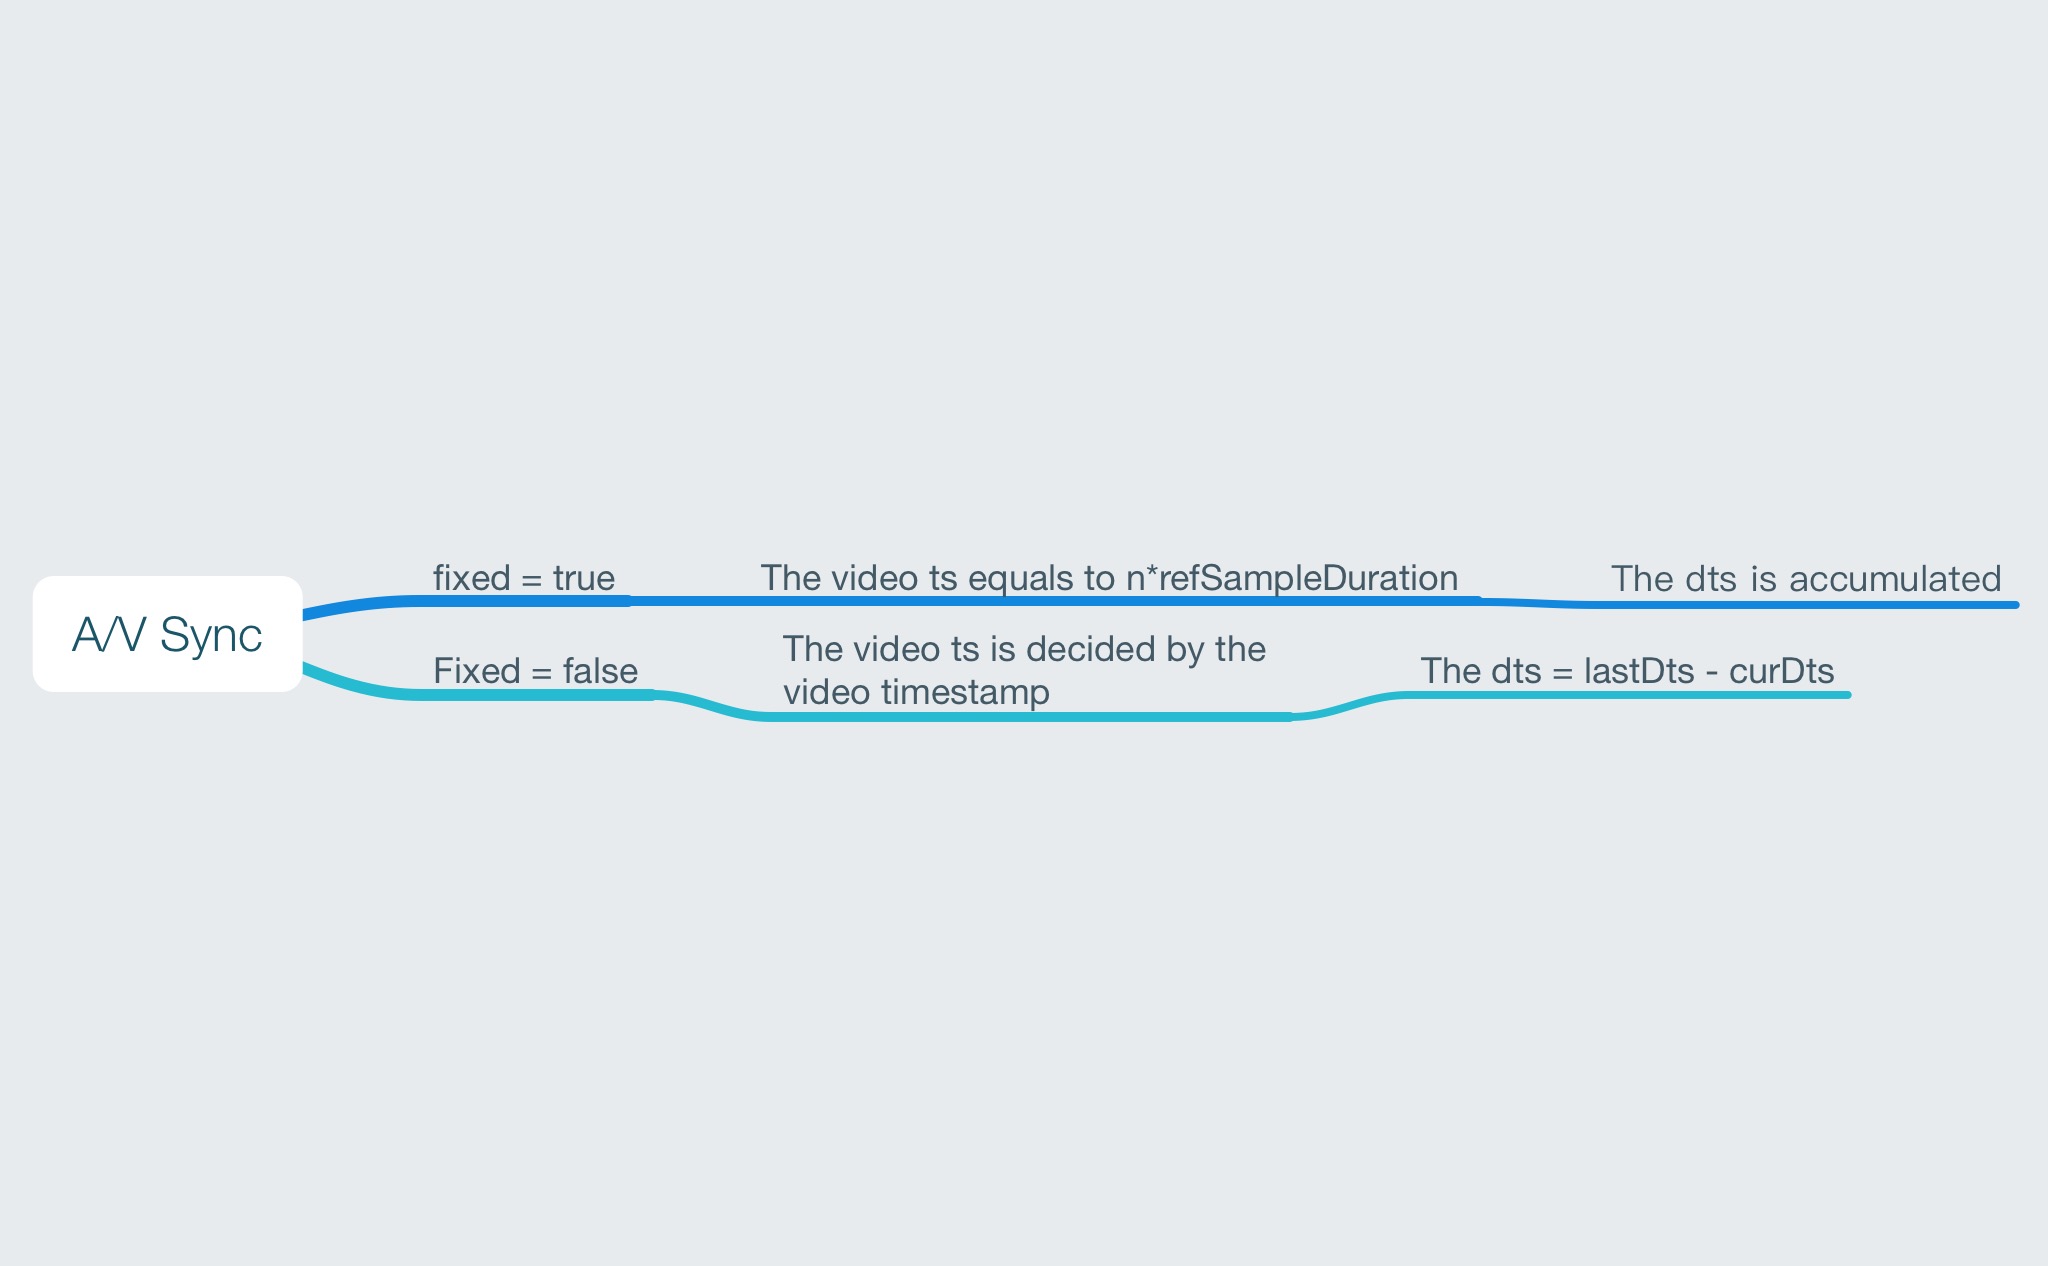 A/V Sync
fixed = true
The video ts equals to n*refSampleDuration
The dts is accumulated
Fixed = false
The video ts is decided by the
video timestamp
The dts = lastDts - curDts